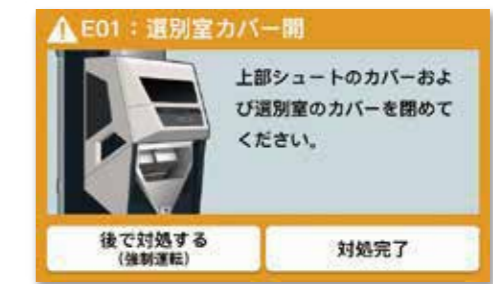 E01：選別室カバー開
上部シュートのカバーおよ
び選別室のカバーを閉めて
ください。
後で対処する
（強制運転）
対処完了